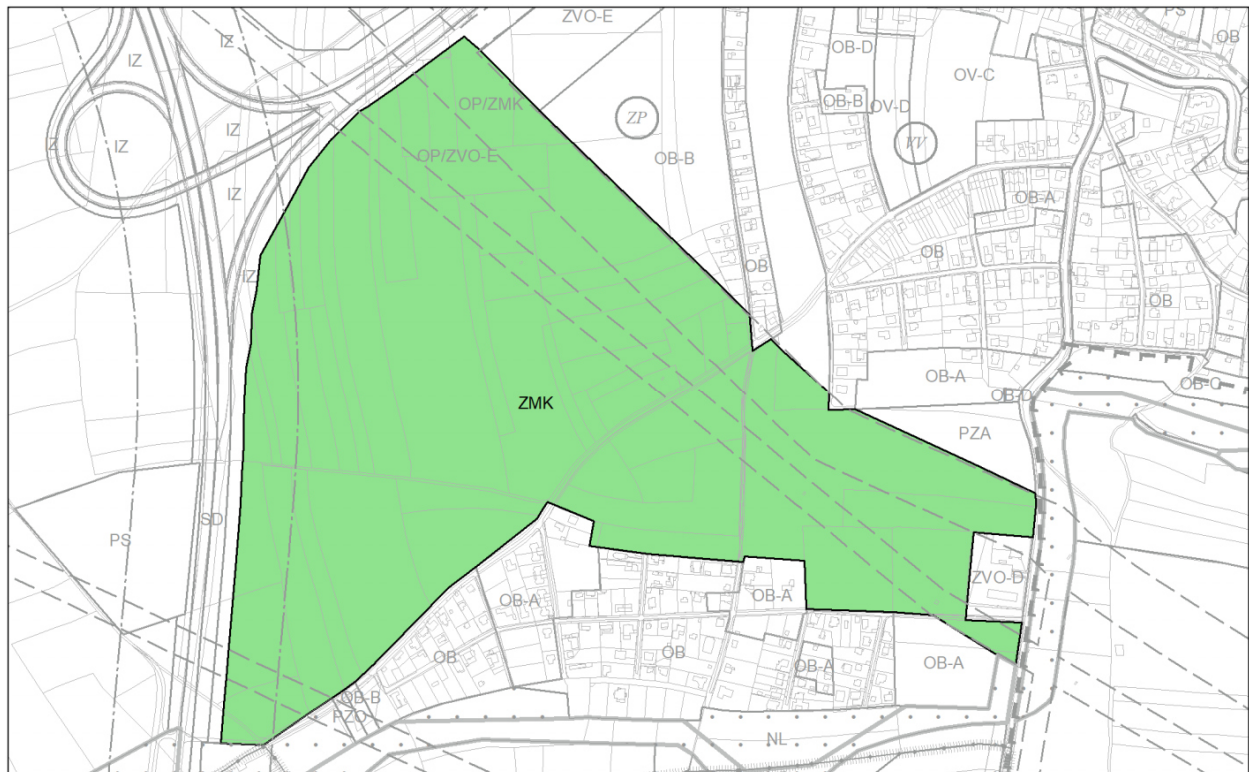 ZVO-E
PS
IZ
OB-D
OB
OV-C
OB-B
OV-D
OP/ZMK
ZP
VV
IZ
IZ
OP/ZVO-E
OB-B
IZ
OB-A
OB
IZ
OB
OB
OB-A
OB-C
OB-D
ZMK
PZA
SD
PS
ZVO-D
OB-A
OB-A
OB
OB
OB-A
OB-A
OB-B
PZO
NL